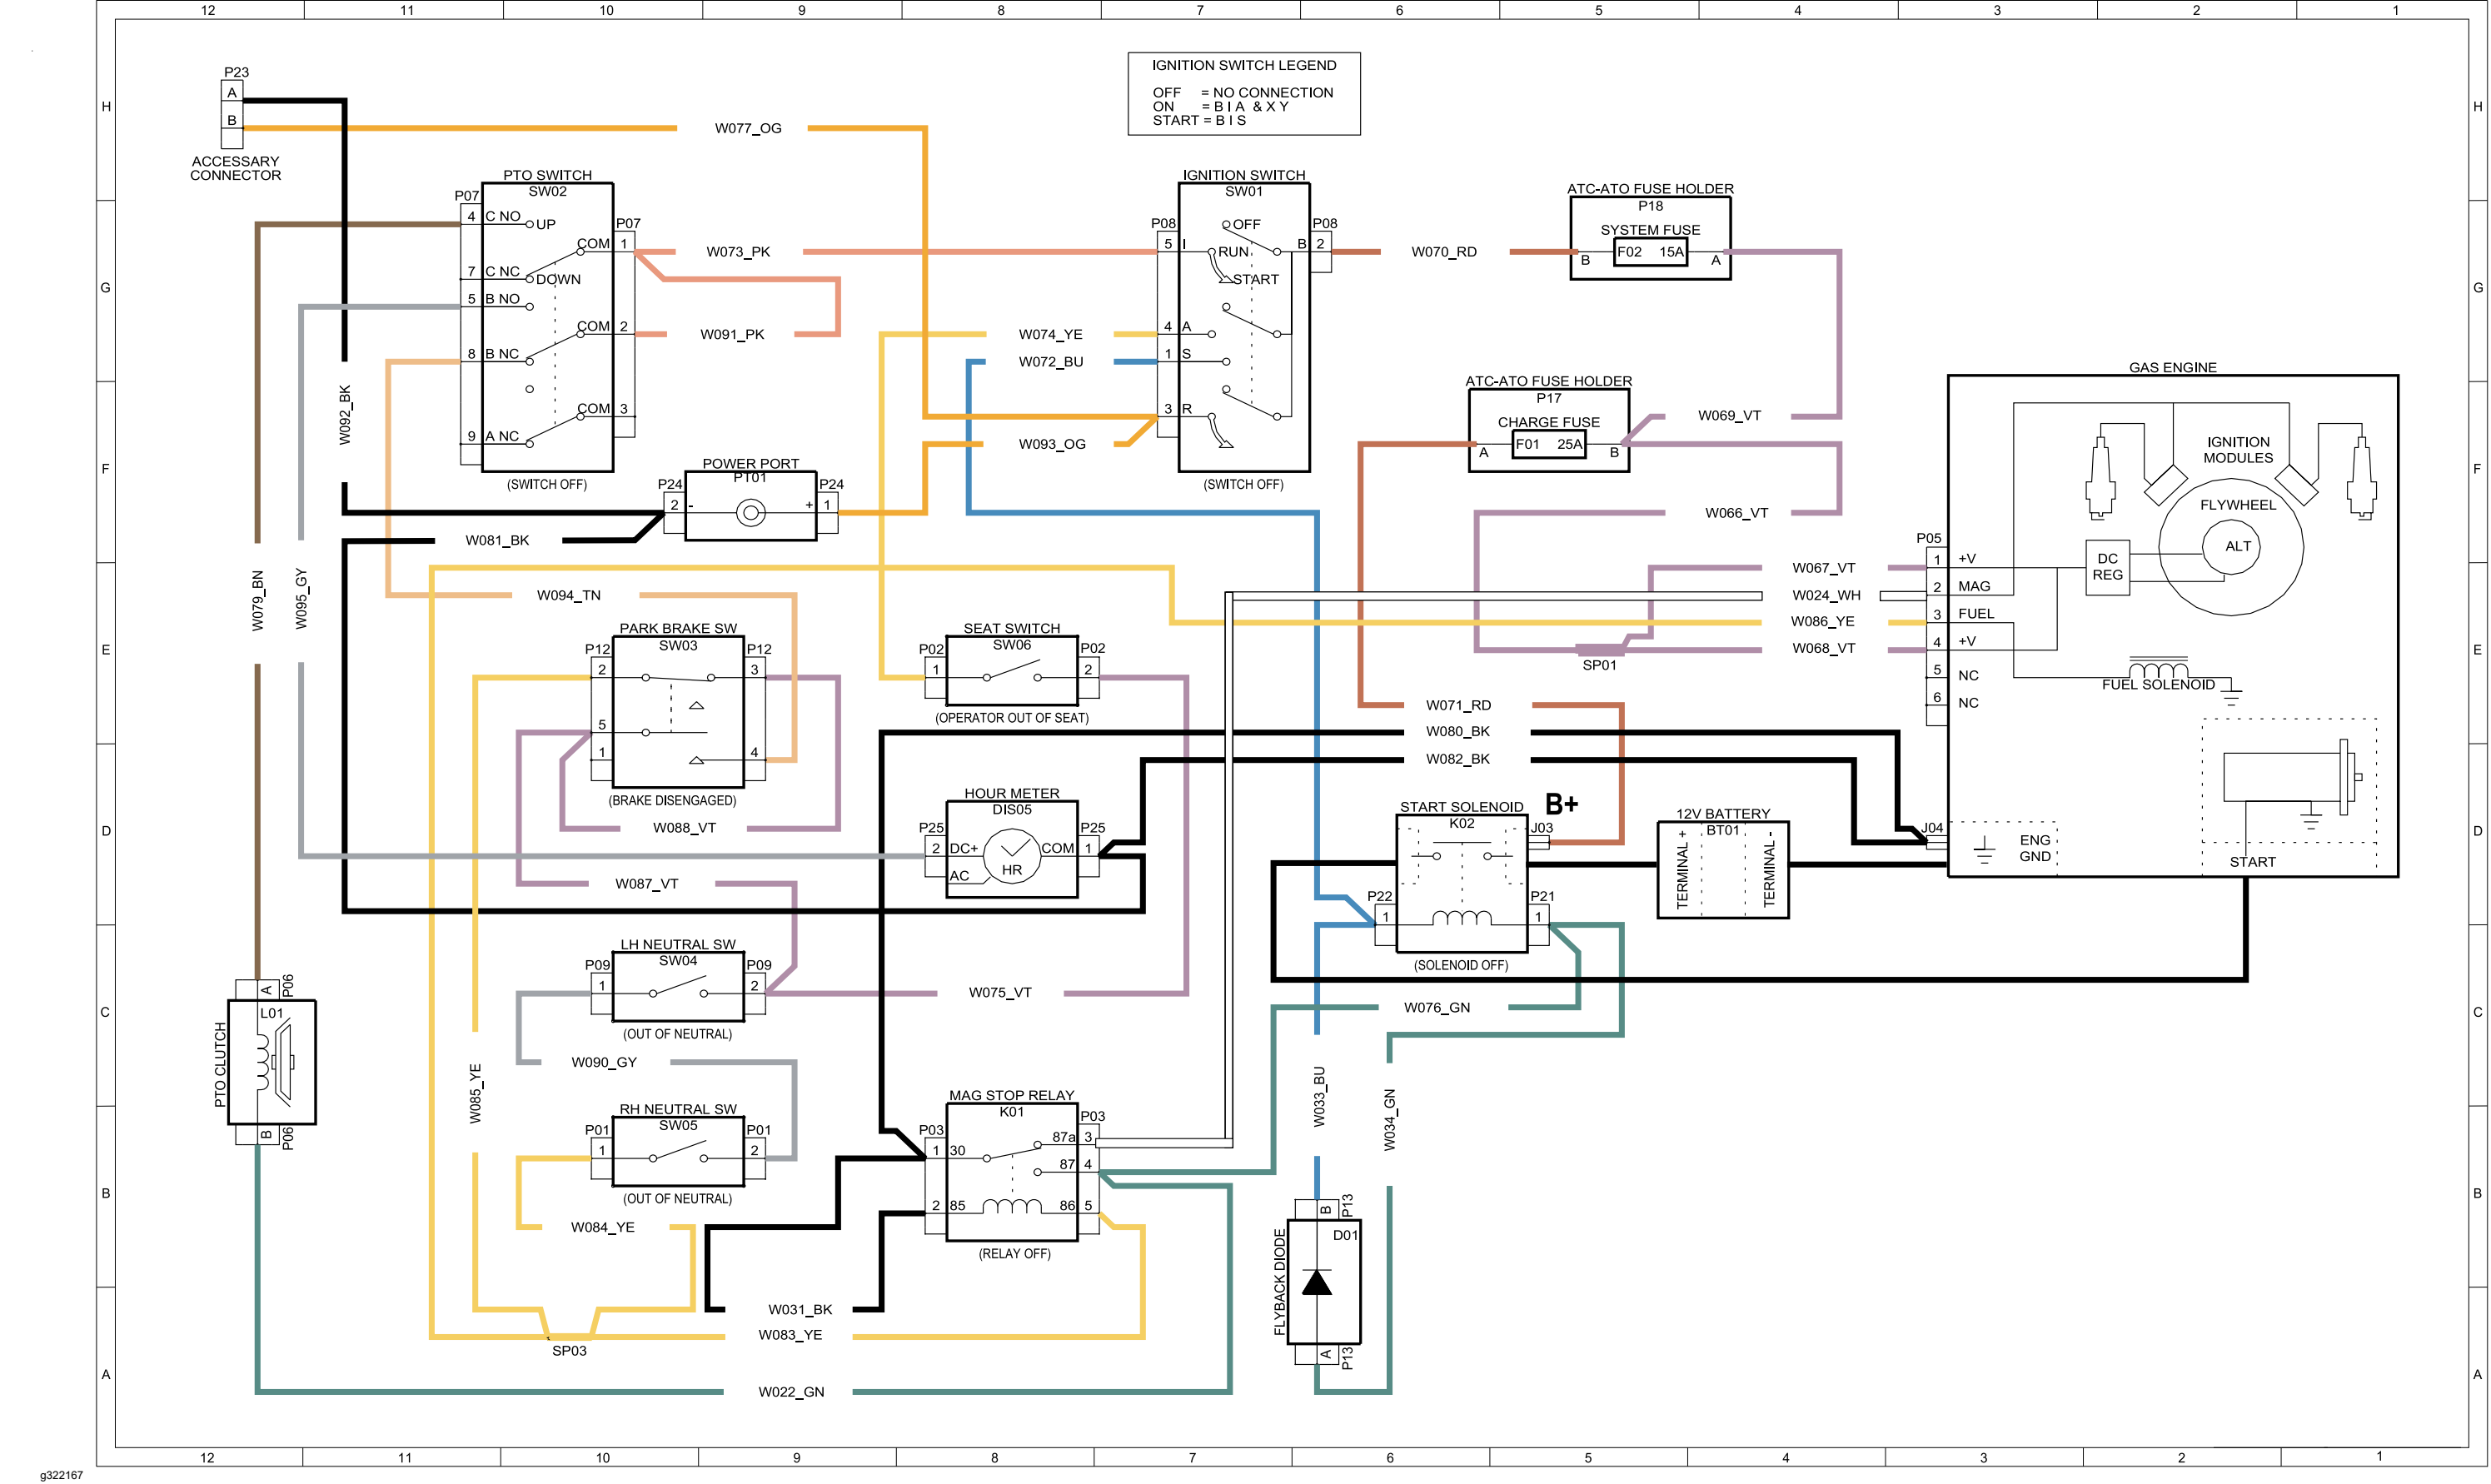 12 11 10 9 8 7 6 5 4 3 2 1
H
G
F
E
D
C
B
A
H
G
F
E
D
C
B
A
IGNITION SWITCH LEGEND
OFF = NO CONNECTION
ON = B I A & X Y
START = B I S
P23
A
B
ACCESSARY
CONNECTOR
W077_OG
PTO SWITCH
SW02
P07
4 C NO UP
7 C NC DOWN
5 B NO
8 B NC
9 A NC
P07
COM 1
COM 2
COM 3
(SWITCH OFF)
W073_PK
W091_PK
IGNITION SWITCH
SW01
P08
5 I
4 A
1 S
3 R
OFF
RUN
START
P08
B 2
(SWITCH OFF)
W070_RD
W074_YE
W072_BU
W093_OG
ATC-ATO FUSE HOLDER
P18
SYSTEM FUSE
F02 15A
B A
ATC-ATO FUSE HOLDER
P17
CHARGE FUSE
F01 25A
A B
W069_VT
W066_VT
GAS ENGINE
IGNITION
MODULES
FLYWHEEL
ALT
DC
REG
P05
1 +V
2 MAG
3 FUEL
4 +V
5 NC
6 NC
FUEL SOLENOID
W067_VT
W024_WH
W086_YE
W068_VT
SP01
W092_BK
POWER PORT
PT01
P24
2 -
P24
+ 1
W081_BK
W079_BN
W095_GY
W094_TN
PARK BRAKE SW
SW03
P12
2
5
1
P12
3
4
(BRAKE DISENGAGED)
W088_VT
SEAT SWITCH
SW06
P02
1
P02
2
(OPERATOR OUT OF SEAT)
W071_RD
W080_BK
W082_BK
HOUR METER
DIS05
P25
2 DC+
AC
HR
P25
COM 1
W087_VT
START SOLENOID
K02
B+
J03
P22
1
P21
1
(SOLENOID OFF)
12V BATTERY
BT01
TERMINAL +
TERMINAL -
J04
ENG
GND
START
LH NEUTRAL SW
SW04
P09
1
P09
2
(OUT OF NEUTRAL)
W075_VT
W076_GN
W090_GY
PTO CLUTCH
A P06
L01
B P06
W085_YE
RH NEUTRAL SW
SW05
P01
1
P01
2
(OUT OF NEUTRAL)
W084_YE
MAG STOP RELAY
K01
P03
1 30
2 85
P03
87a 3
87 4
86 5
(RELAY OFF)
W033_BU
W034_GN
FLYBACK DIODE
B P13
D01
A P13
W031_BK
W083_YE
SP03
W022_GN
12 11 10 9 8 7 6 5 4 3 2 1
g322167